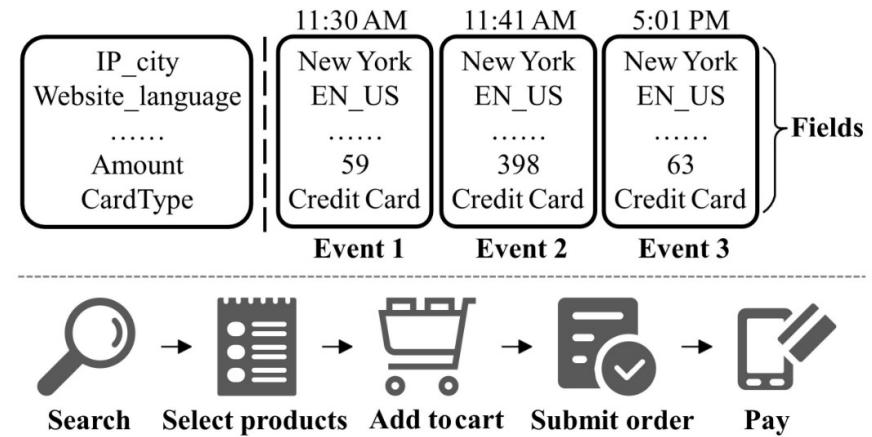 11:30 AM 11:41 AM 5:01 PM
IP_city New York New York New York
Website_language EN_US EN_US EN_US
...... ...... ...... ......
Fields
Amount 59 398 63
CardType Credit Card Credit Card Credit Card
Event 1 Event 2 Event 3
Search Select products Add to cart Submit order Pay